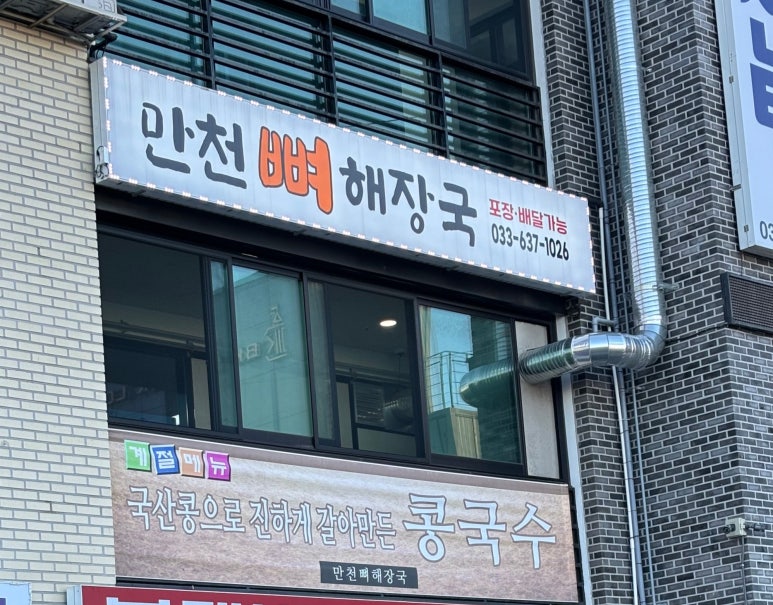 만천뼈해장국
포장·배달가능
033-637-1026
계절메뉴
국산콩으로 진하게 갈아만든 콩국수
만천뼈해장국